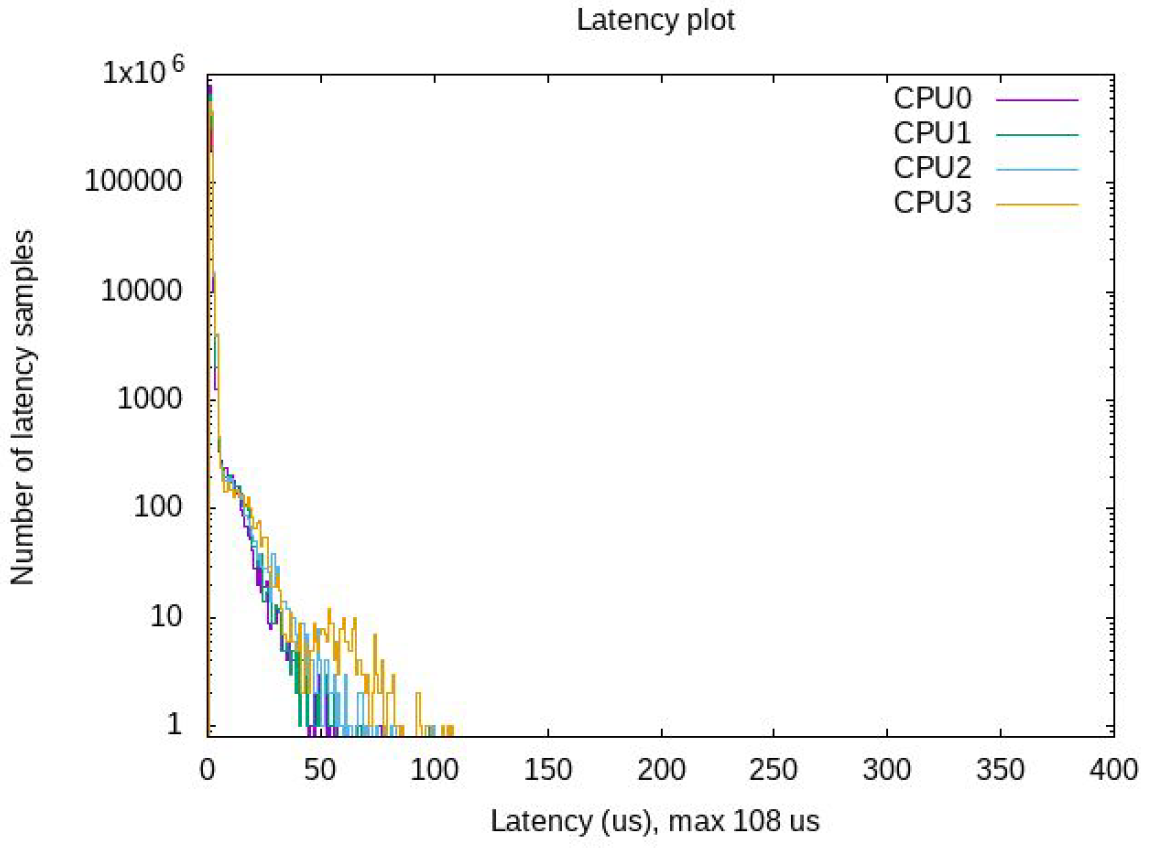 Latency plot
1x10 6
100000
10000
1000
100
10
1
Number of latency samples
CPU0
CPU1
CPU2
CPU3
0 50 100 150 200 250 300 350 400
Latency (us), max 108 us